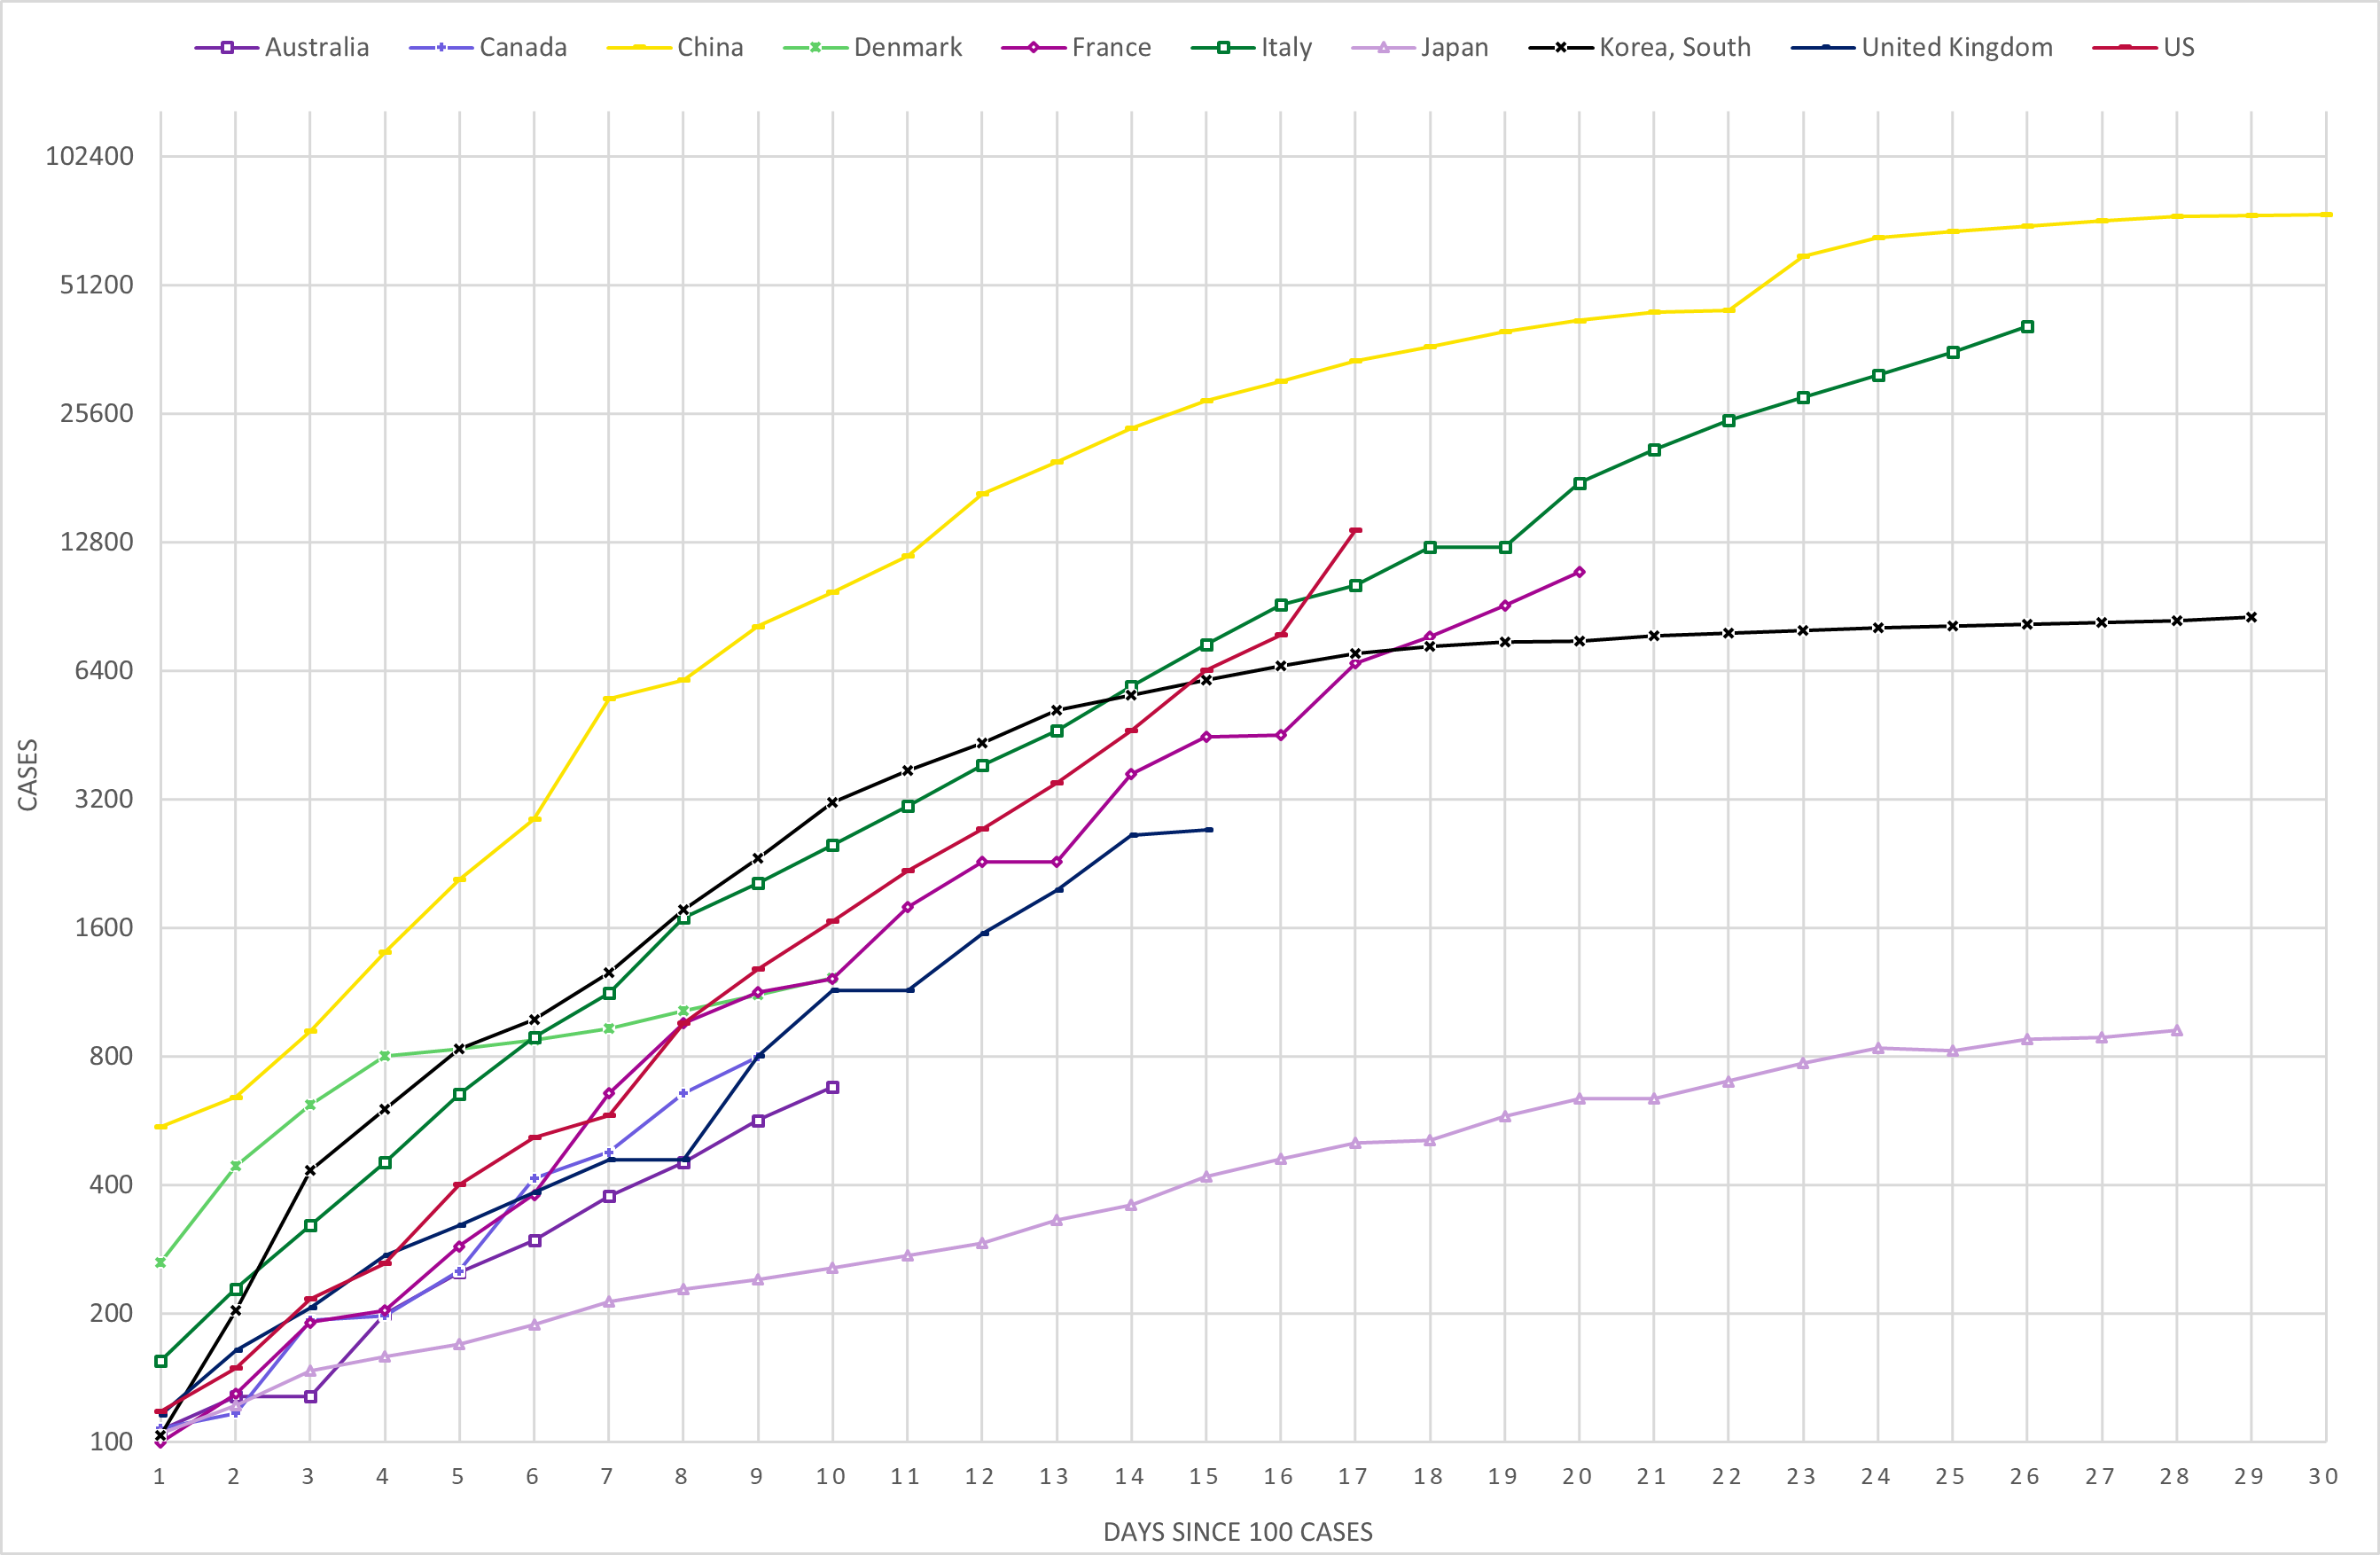 Australia Canada China Denmark France Italy Japan Korea, South United Kingdom US
102400
51200
25600
12800
6400
3200
1600
800
400
200
100
CASES
1 2 3 4 5 6 7 8 9 10 11 12 13 14 15 16 17 18 19 20 21 22 23 24 25 26 27 28 29 30
DAYS SINCE 100 CASES